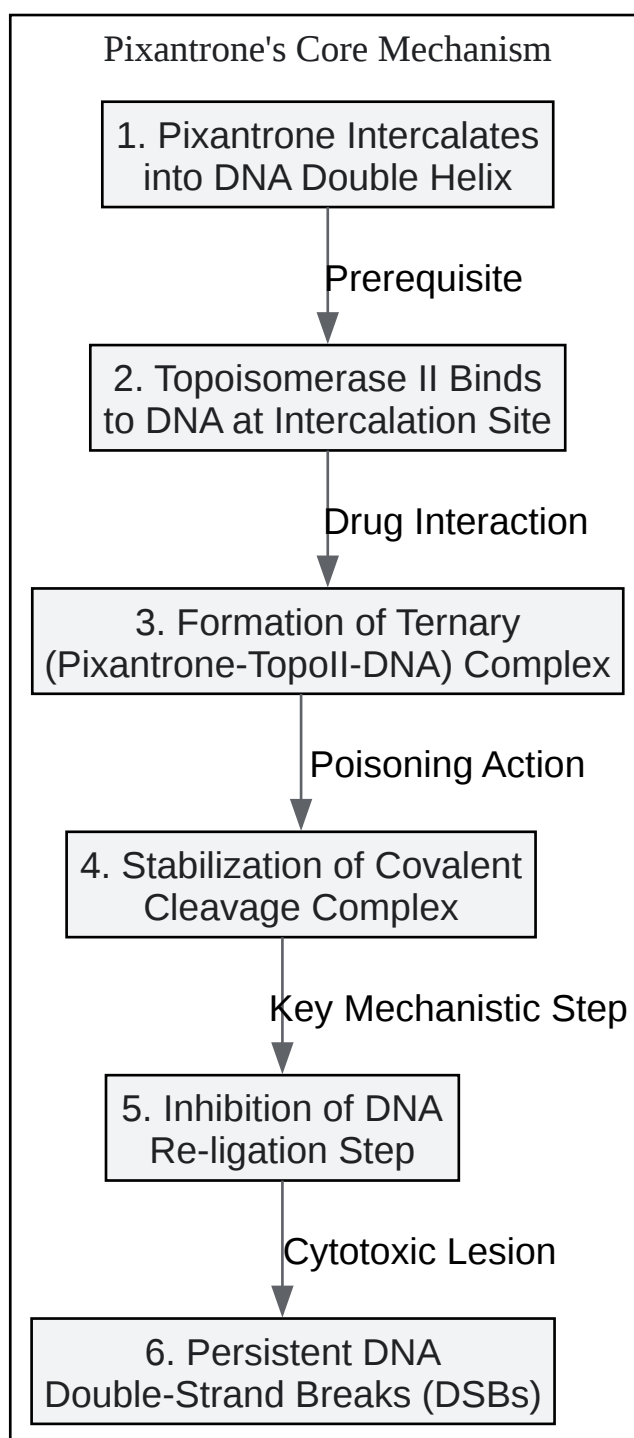 Pixantrone's Core Mechanism
1. Pixantrone Intercalates
into DNA Double Helix
Prerequisite
2. Topoisomerase II Binds
to DNA at Intercalation Site
Drug Interaction
3. Formation of Ternary
(Pixantrone-TopoII-DNA) Complex
Poisoning Action
4. Stabilization of Covalent
Cleavage Complex
Key Mechanistic Step
5. Inhibition of DNA
Re-ligation Step
Cytotoxic Lesion
6. Persistent DNA
Double-Strand Breaks (DSBs)